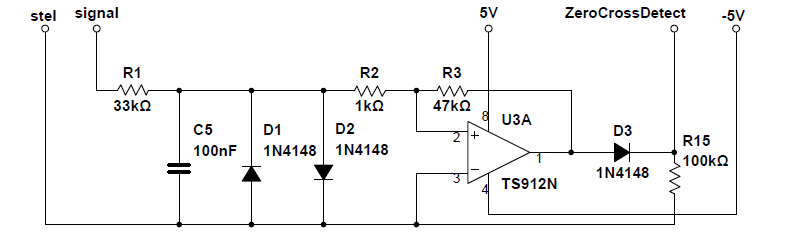 stel signal 5V ZeroCrossDetect -5V
R1 R2 R3
33kΩ 1kΩ 47kΩ
8 U3A
C5 D1 D2 2 + D3 R15
100nF 1N4148 1N4148 1 100kΩ
3 − 1N4148
4 TS912N